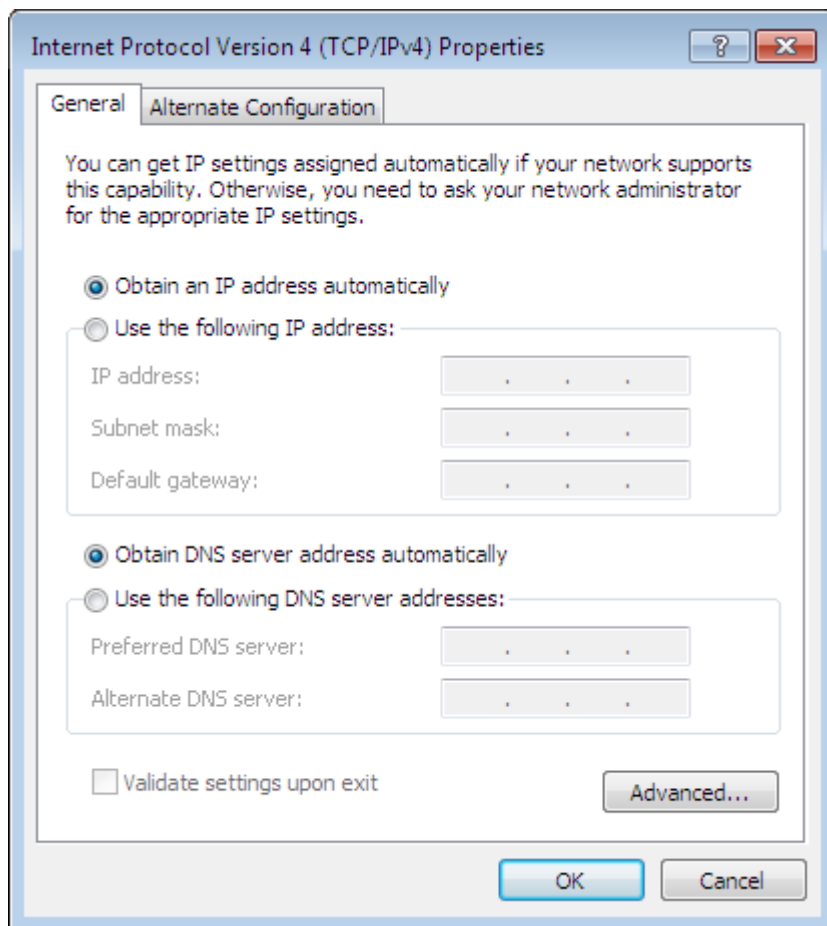 Internet Protocol Version 4 (TCP/IPv4) Properties
?
General
Alternate Configuration
You can get IP settings assigned automatically if your network supports
this capability. Otherwise, you need to ask your network administrator
for the appropriate IP settings.
Obtain an IP address automatically
Use the following IP address:
IP address:
Subnet mask:
Default gateway:
Obtain DNS server address automatically
Use the following DNS server addresses:
Preferred DNS server:
Alternate DNS server:
Validate settings upon exit
Advanced...
OK
Cancel